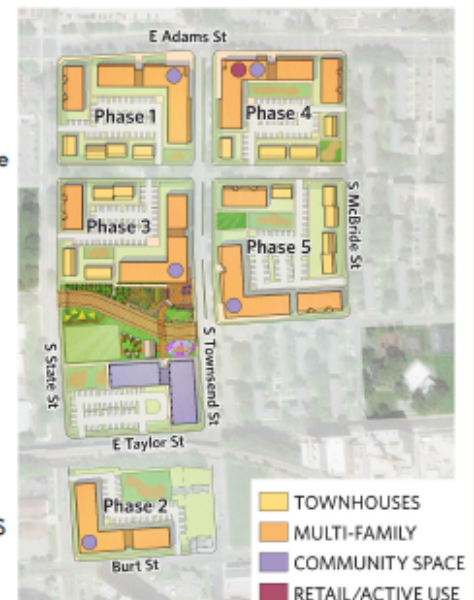 E Adams St
Phase 1
Phase 4
e
Phase 3
Phase 5
S McBride St
S State St
S Townsend St
E Taylor St
Phase 2
S
Burt St
TOWNHOUSES
MULTI-FAMILY
COMMUNITY SPACE
RETAIL/ACTIVE USE